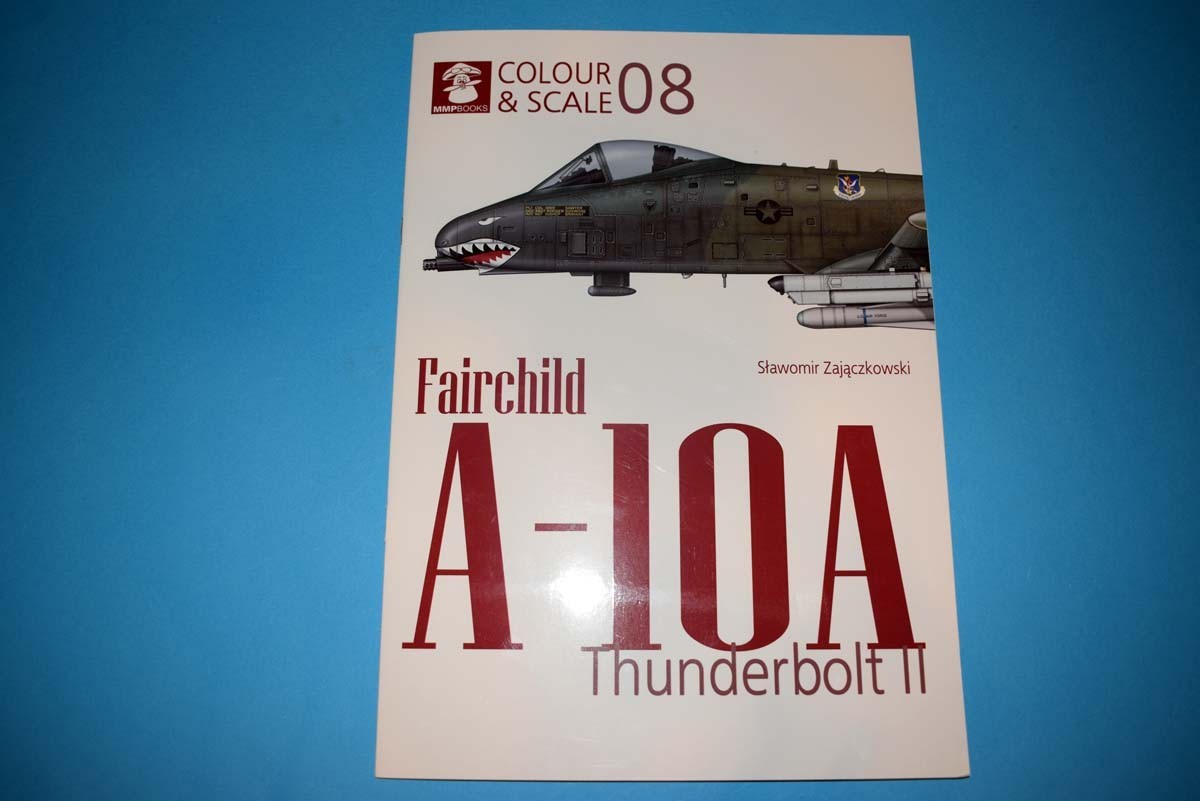 MMPBOOKS
COLOUR
& SCALE 08
Fairchild
Sławomir Zajączkowski
A-10A
Thunderbolt II